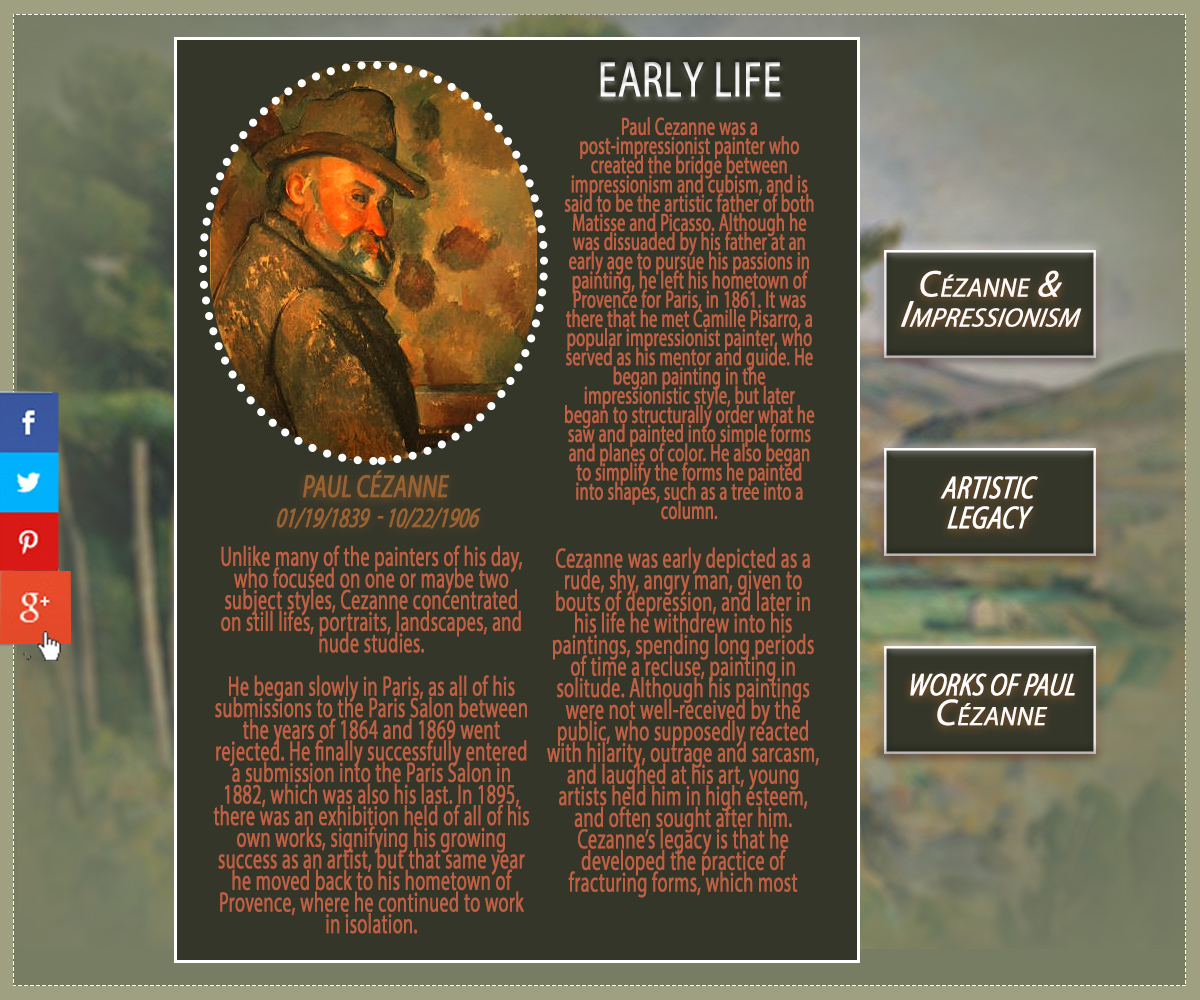 EARLY LIFE
Paul Cezanne was a
post-impressionist painter who
created the bridge between
impressionism and cubism, and is
said to be the artistic father of both
Matisse and Picasso. Although he
was dissuaded by his father at an
early age to pursue his passions in
painting, he left his hometown of
Provence for Paris, in 1861. It was
there that he met Camille Pisarro, a
popular impressionist painter, who
served as his mentor and guide. He
began painting in the
impressionistic style, but later
began to structurally order what he
saw and painted into simple forms
and planes of color. He also began
to simplify the forms he painted
into shapes, such as a tree into a
column.
PAUL CÉZANNE
01/19/1839 - 10/22/1906
Unlike many of the painters of his day,
who focused on one or maybe two
subject styles, Cezanne concentrated
on still lifes, portraits, landscapes, and
nude studies.
He began slowly in Paris, as all of his
submissions to the Paris Salon between
the years of 1864 and 1869 went
rejected. He finally successfully entered
a submission into the Paris Salon in
1882, which was also his last. In 1895,
there was an exhibition held of all of his
own works, signifying his growing
success as an artist, but that same year
he moved back to his hometown of
Provence, where he continued to work
in isolation.
Cezanne was early depicted as a
rude, shy, angry man, given to
bouts of depression, and later in
his life he withdrew into his
paintings, spending long periods
of time a recluse, painting in
solitude. Although his paintings
were not well-received by the
public, who supposedly reacted
with hilarity, outrage and sarcasm,
and laughed at his art, young
artists held him in high esteem,
and often sought after him.
Cezanne's legacy is that he
developed the practice of
fracturing forms, which most
CÉZANNE &
IMPRESSIONISM
ARTISTIC
LEGACY
WORKS OF PAUL
CÉZANNE
f
g+